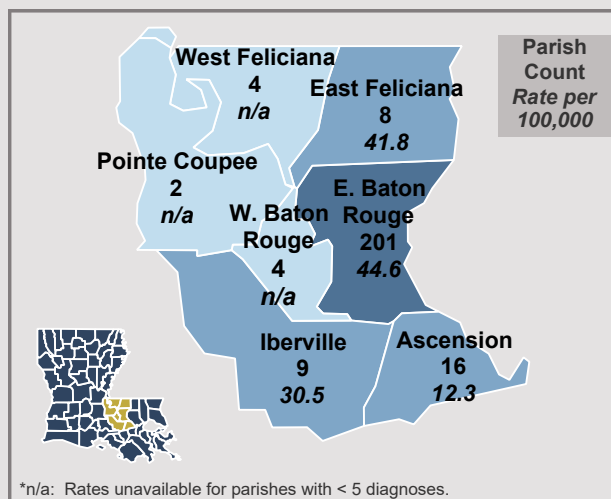 Parish
Count
Rate per
100,000
West Feliciana
4
n/a
East Feliciana
8
41.8
Pointe Coupee
2
n/a
E. Baton
Rouge
201
44.6
W. Baton
Rouge
4
n/a
Iberville
9
30.5
Ascension
16
12.3
*n/a:  Rates unavailable for parishes with < 5 diagnoses.